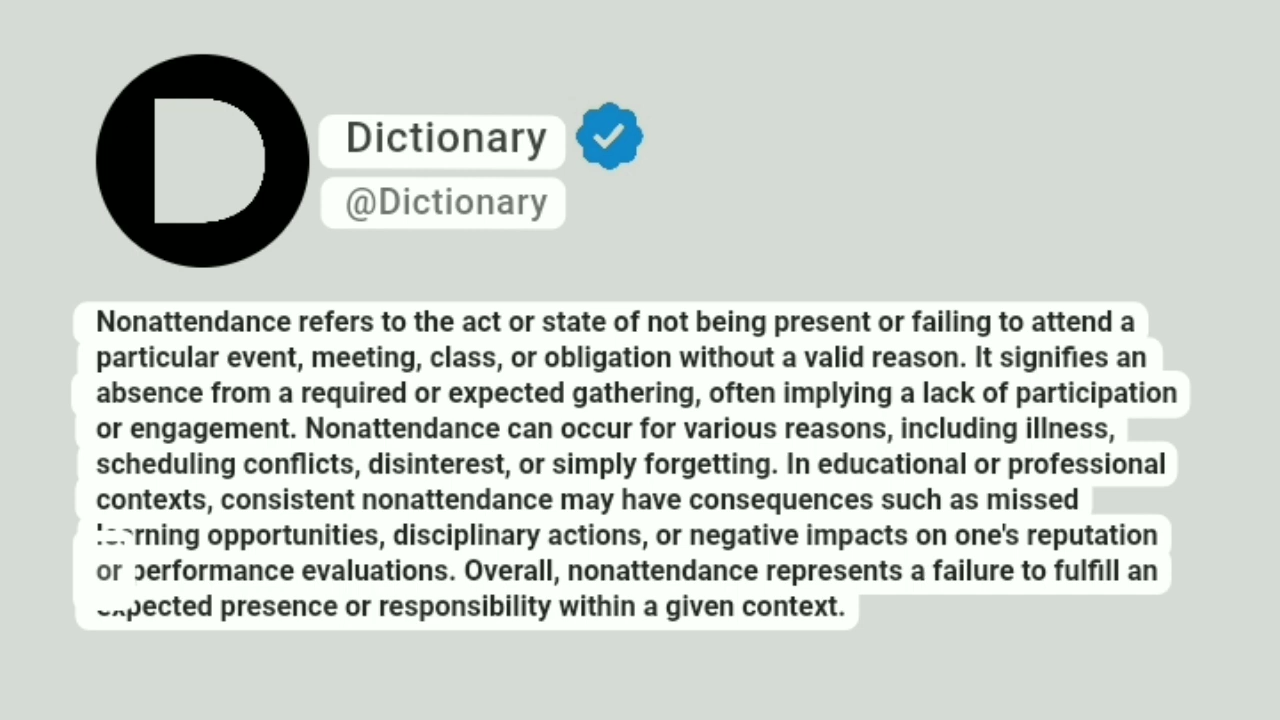 Dictionary
@Dictionary
Nonattendance refers to the act or state of not being present or failing to attend a
particular event, meeting, class, or obligation without a valid reason. It signifies an
absence from a required or expected gathering, often implying a lack of participation
or engagement. Nonattendance can occur for various reasons, including illness,
scheduling conflicts, disinterest, or simply forgetting. In educational or professional
contexts, consistent nonattendance may have consequences such as missed
learning opportunities, disciplinary actions, or negative impacts on one's reputation
or performance evaluations. Overall, nonattendance represents a failure to fulfill an
expected presence or responsibility within a given context.